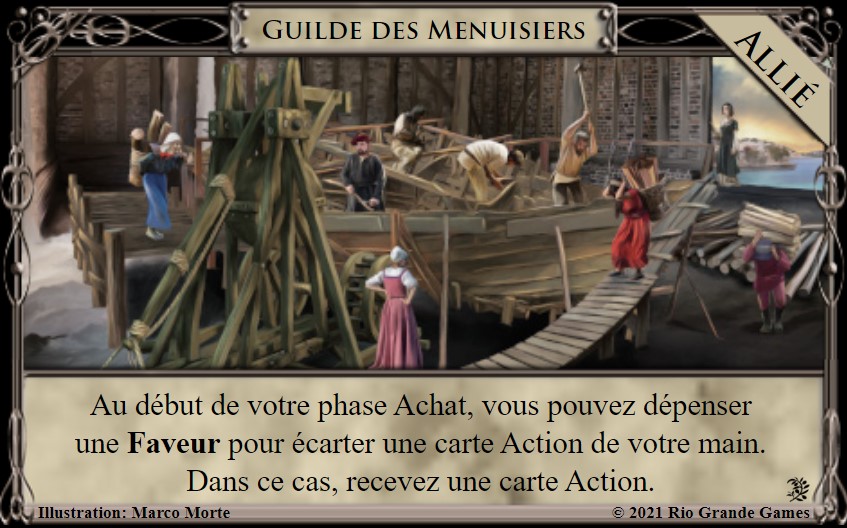 Guilde des Menuisiers
Allié
Au début de votre phase Achat, vous pouvez dépenser
une Faveur pour écarter une carte Action de votre main.
Dans ce cas, recevez une carte Action.
Illustration: Marco Morte
© 2021 Rio Grande Games